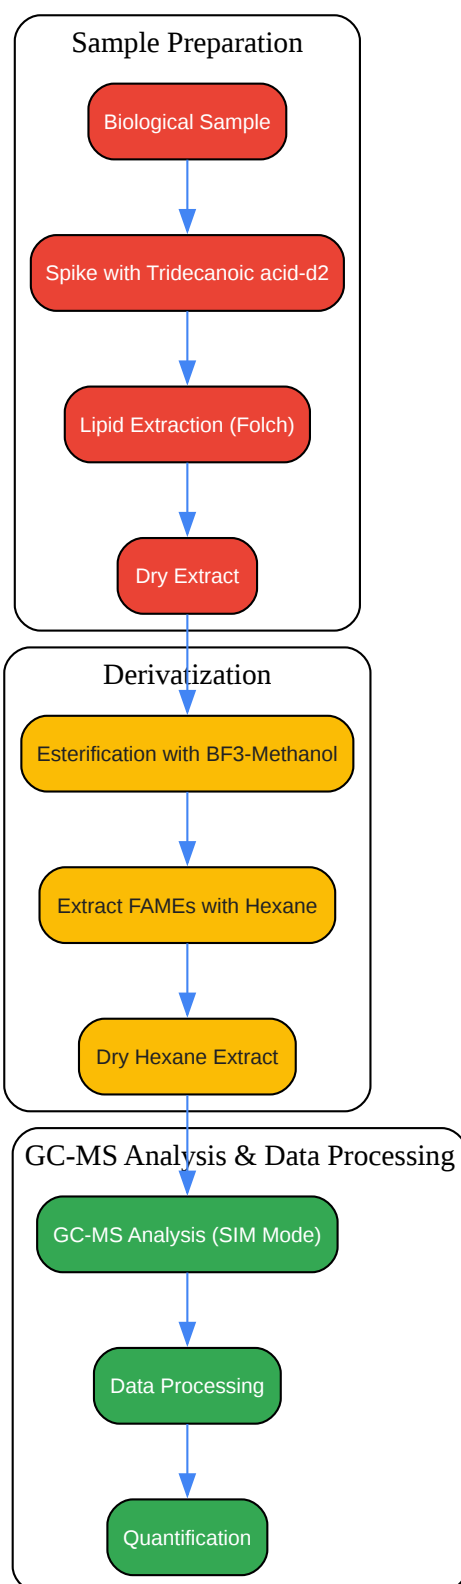 Sample Preparation
Biological Sample
Spike with Tridecanoic acid-d2
Lipid Extraction (Folch)
Dry Extract
Derivatization
Esterification with BF3-Methanol
Extract FAMEs with Hexane
Dry Hexane Extract
GC-MS Analysis & Data Processing
GC-MS Analysis (SIM Mode)
Data Processing
Quantification